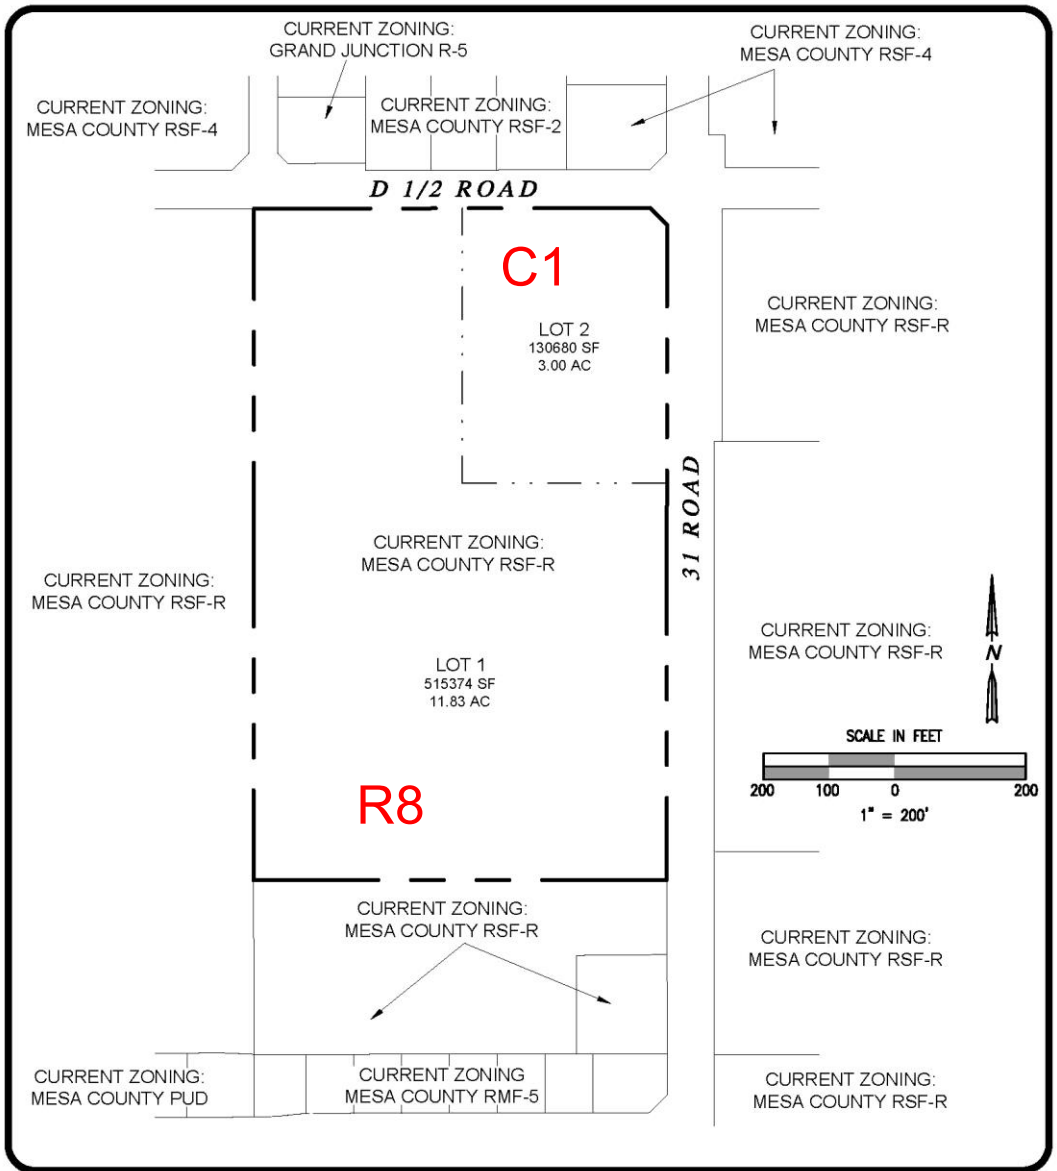 CURRENT ZONING:
GRAND JUNCTION R-5
CURRENT ZONING:
MESA COUNTY RSF-4
CURRENT ZONING:
MESA COUNTY RSF-4
CURRENT ZONING:
MESA COUNTY RSF-2
D 1/2 ROAD
C1
LOT 2
130680 SF
3.00 AC
CURRENT ZONING:
MESA COUNTY RSF-R
31 ROAD
CURRENT ZONING:
MESA COUNTY RSF-R
CURRENT ZONING:
MESA COUNTY RSF-R
CURRENT ZONING:
MESA COUNTY RSF-R
N
LOT 1
515374 SF
11.83 AC
SCALE IN FEET
200 100 0 200
1" = 200'
R8
CURRENT ZONING:
MESA COUNTY RSF-R
CURRENT ZONING:
MESA COUNTY RSF-R
CURRENT ZONING:
MESA COUNTY PUD
CURRENT ZONING
MESA COUNTY RMF-5
CURRENT ZONING:
MESA COUNTY RSF-R